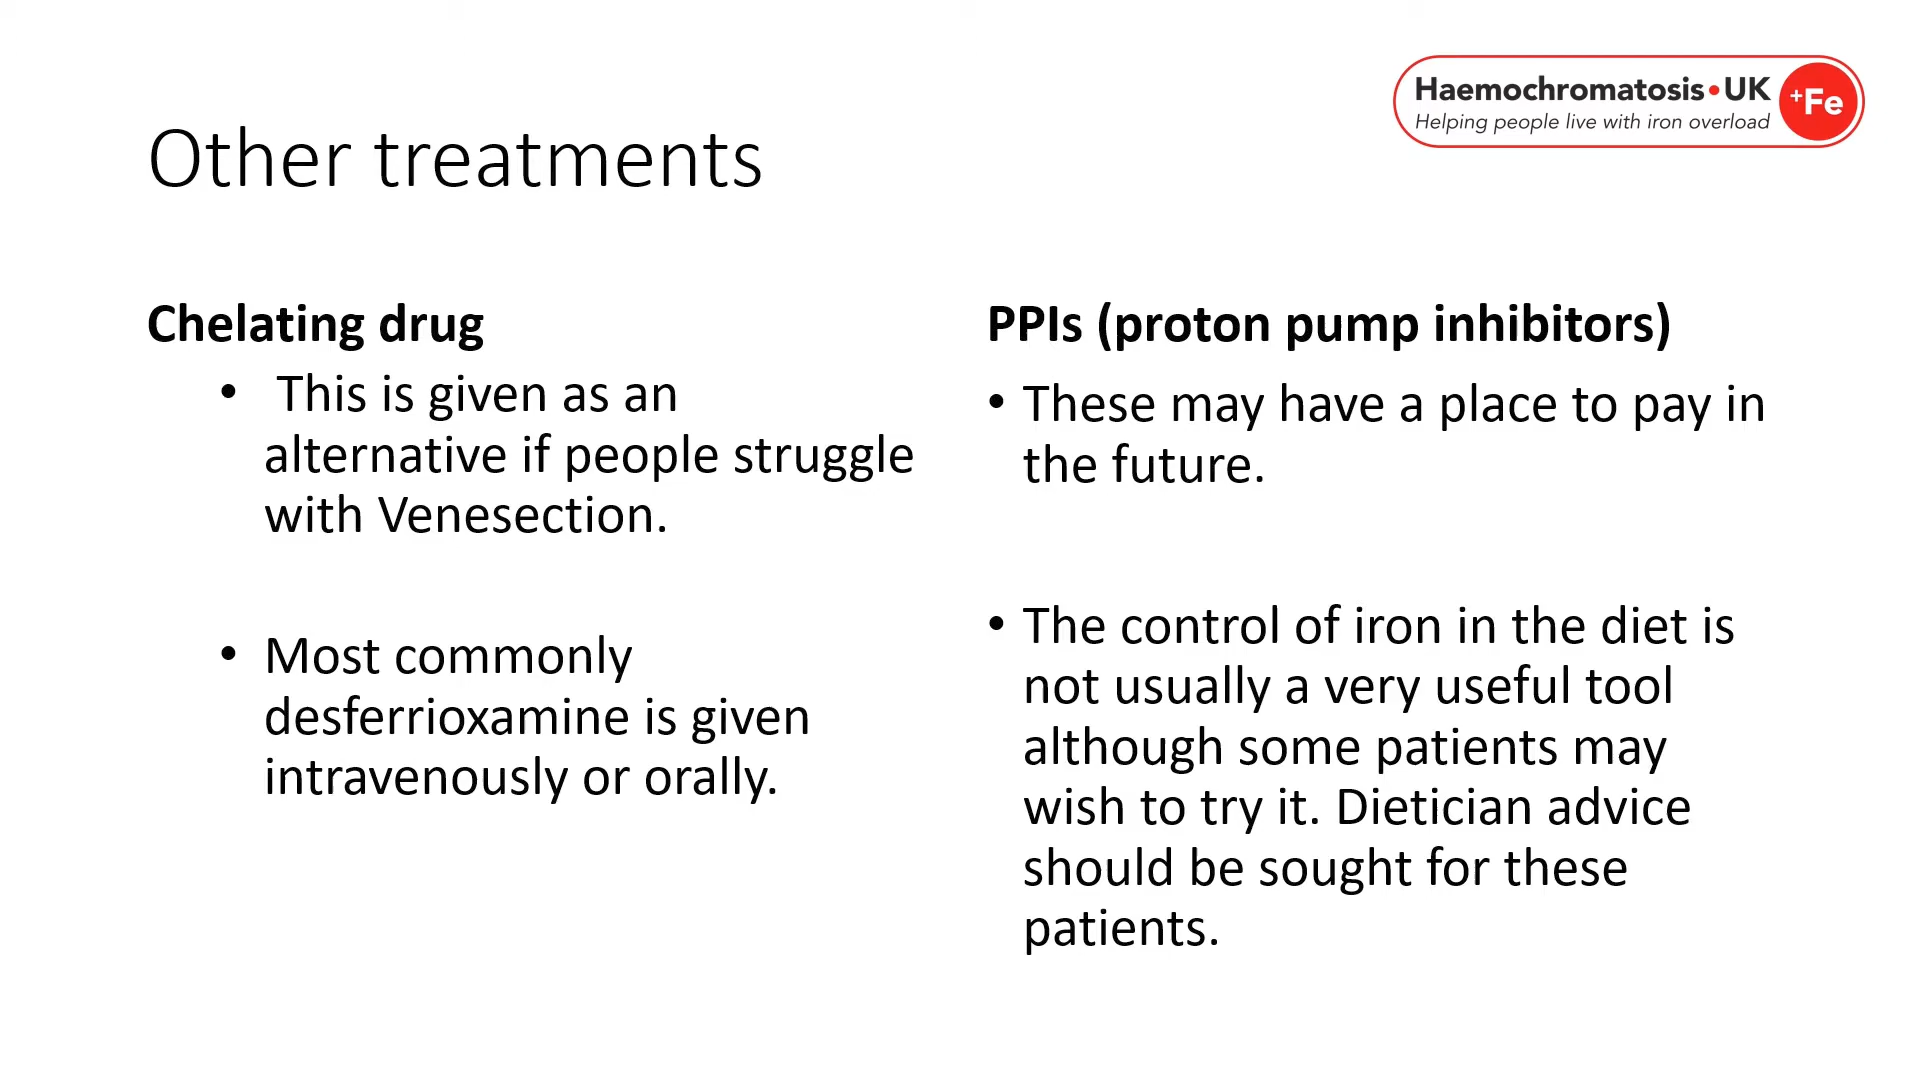 Haemochromatosis•UK
Helping people live with iron overload
+Fe
Other treatments
Chelating drug
• This is given as an
alternative if people struggle
with Venesection.
• Most commonly
desferrioxamine is given
intravenously or orally.
PPIs (proton pump inhibitors)
• These may have a place to pay in
the future.
• The control of iron in the diet is
not usually a very useful tool
although some patients may
wish to try it. Dietician advice
should be sought for these
patients.